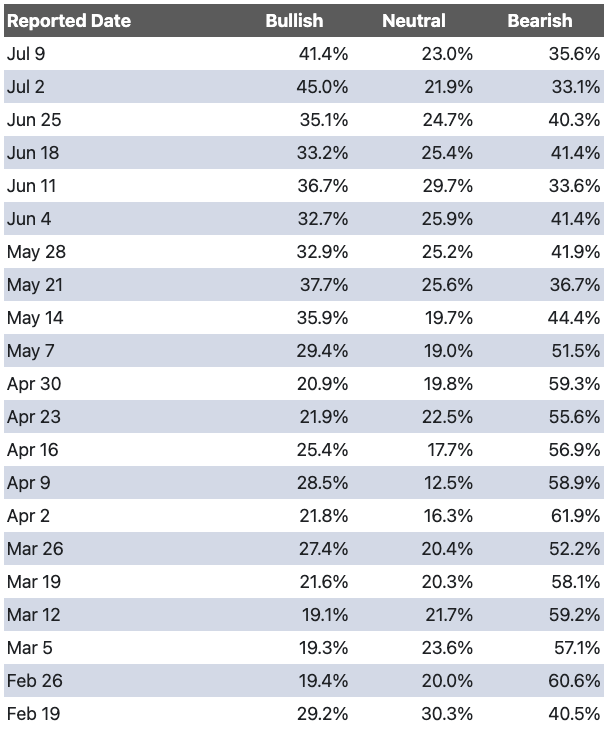 Reported Date Bullish Neutral Bearish
Jul 9 41.4% 23.0% 35.6%
Jul 2 45.0% 21.9% 33.1%
Jun 25 35.1% 24.7% 40.3%
Jun 18 33.2% 25.4% 41.4%
Jun 11 36.7% 29.7% 33.6%
Jun 4 32.7% 25.9% 41.4%
May 28 32.9% 25.2% 41.9%
May 21 37.7% 25.6% 36.7%
May 14 35.9% 19.7% 44.4%
May 7 29.4% 19.0% 51.5%
Apr 30 20.9% 19.8% 59.3%
Apr 23 21.9% 22.5% 55.6%
Apr 16 25.4% 17.7% 56.9%
Apr 9 28.5% 12.5% 58.9%
Apr 2 21.8% 16.3% 61.9%
Mar 26 27.4% 20.4% 52.2%
Mar 19 21.6% 20.3% 58.1%
Mar 12 19.1% 21.7% 59.2%
Mar 5 19.3% 23.6% 57.1%
Feb 26 19.4% 20.0% 60.6%
Feb 19 29.2% 30.3% 40.5%